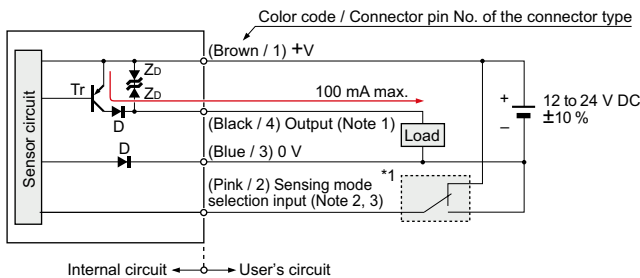 Color code / Connector pin No. of the connector type
(Brown / 1) +V
Tr
ZD
ZD
100 mA max.
+
12 to 24 V DC
±10 %
–
D
(Black / 4) Output (Note 1)
Load
Sensor circuit
D
(Blue / 3) 0 V
*1
(Pink / 2) Sensing mode
selection input (Note 2, 3)
Internal circuit
User's circuit